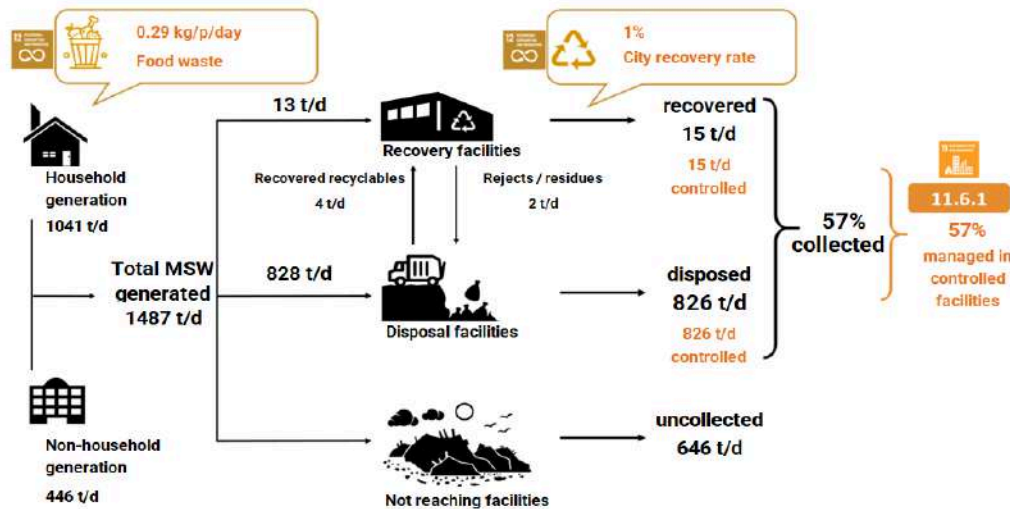 12
0.29 kg/p/day
Food waste
12
1%
City recovery rate
13 t/d
Recovery facilities
recovered
15 t/d
15 t/d
controlled
Household
generation
1041 t/d
Recovered recyclables
4 t/d
Rejects / residues
2 t/d
57%
collected
11.6.1
57%
managed in
controlled
facilities
Total MSW
generated
1487 t/d
828 t/d
Disposal facilities
disposed
826 t/d
826 t/d
controlled
Non-household
generation
446 t/d
Not reaching facilities
uncollected
646 t/d